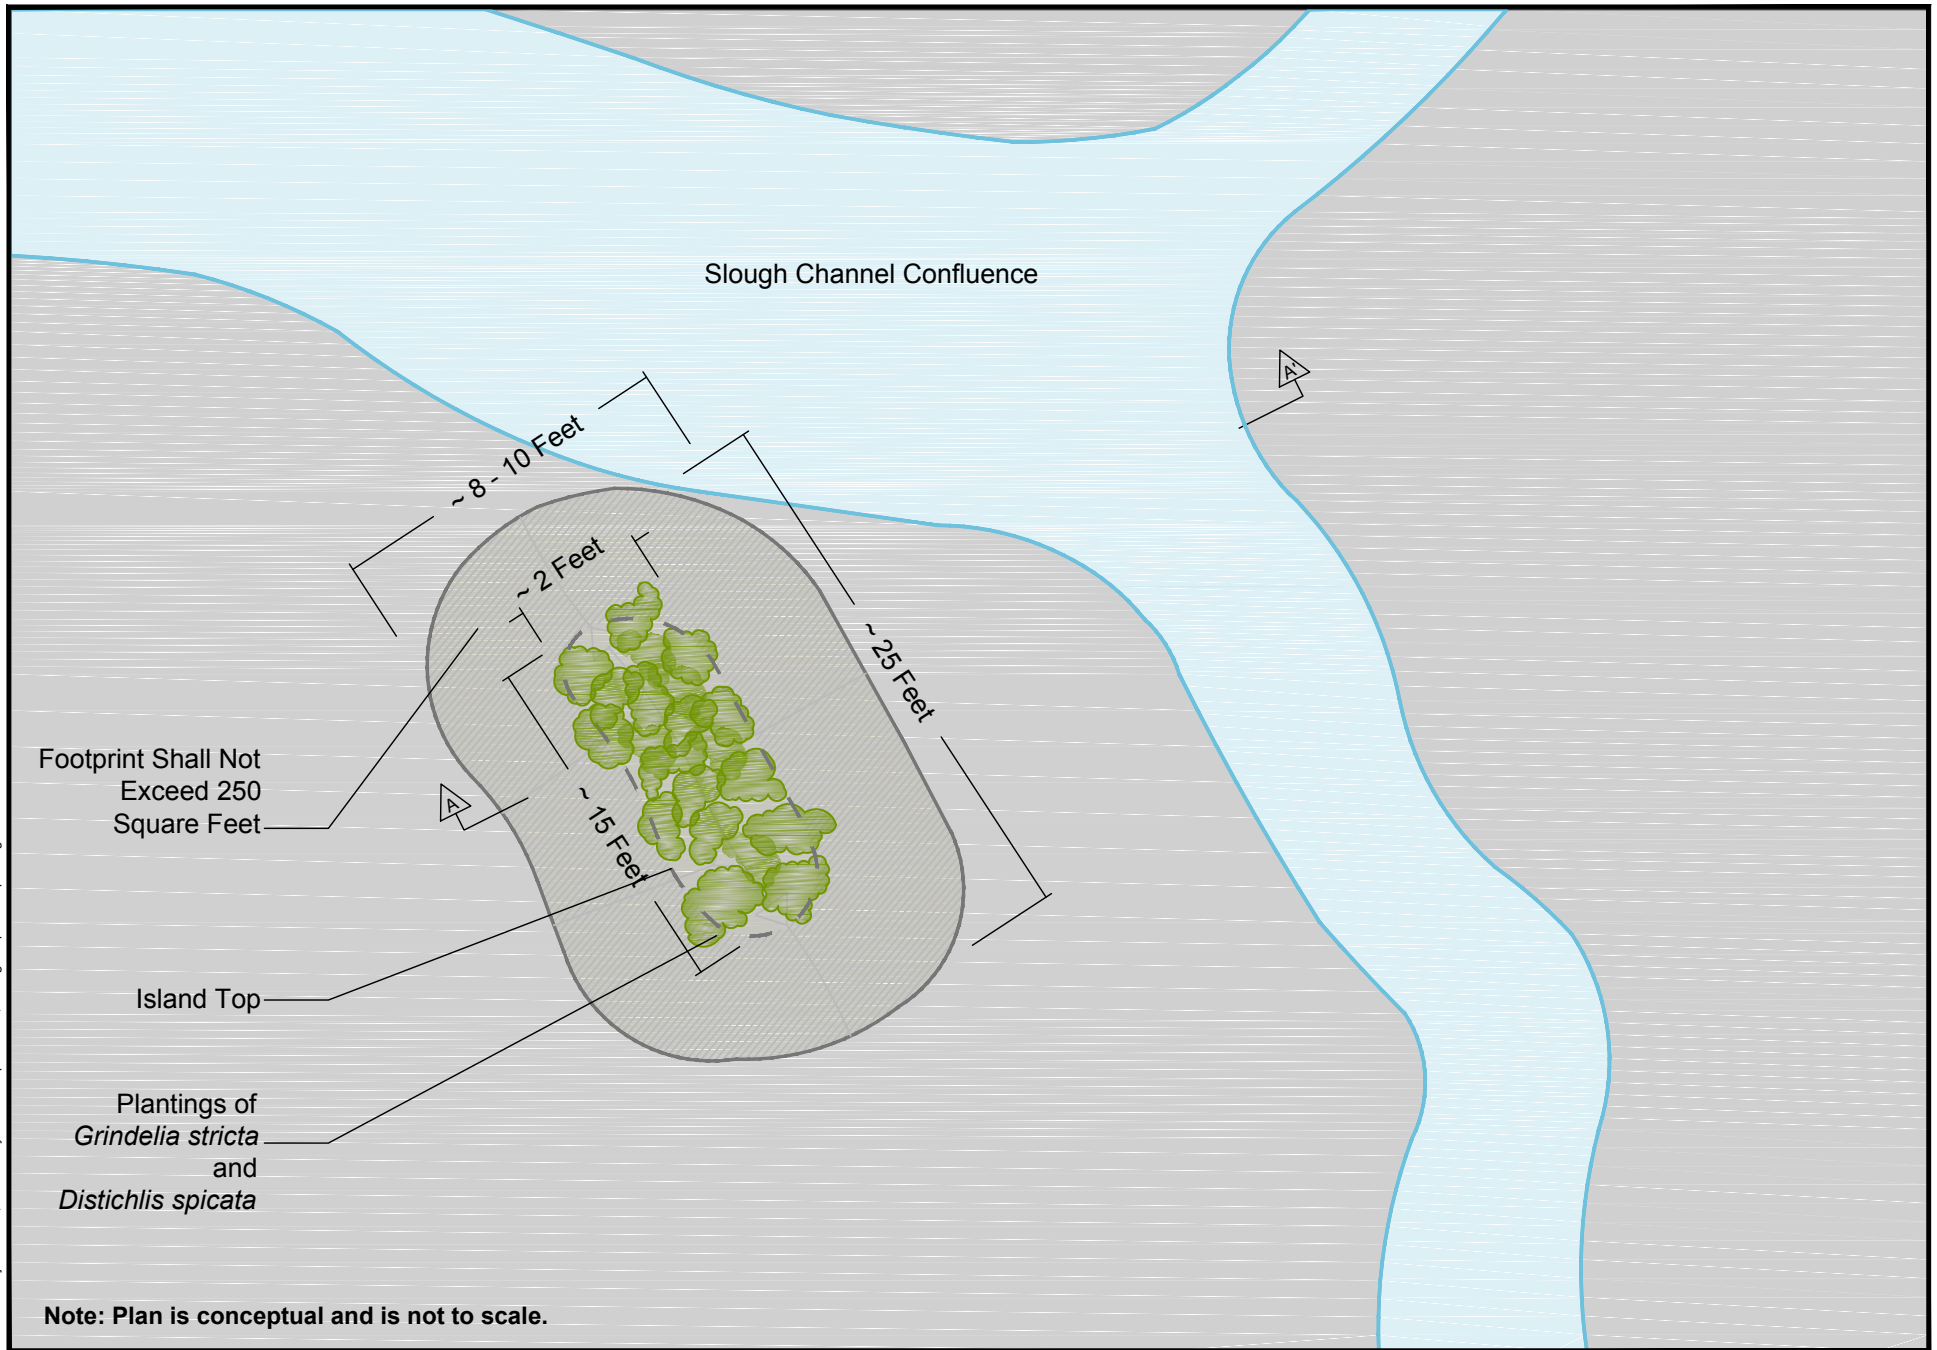 Slough Channel Confluence
A'
~ 8 - 10 Feet
~ 2 Feet
~ 25 Feet
Footprint Shall Not
Exceed 250
Square Feet
A
~ 15 Feet
Island Top
Plantings of
Grindelia stricta
and
Distichlis spicata
Note: Plan is conceptual and is not to scale.